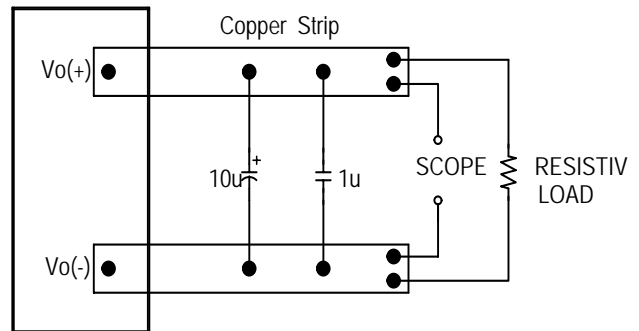 Copper Strip
Vo(+)
10u
+
1u
SCOPE
RESISTIV
LOAD
Vo(-)